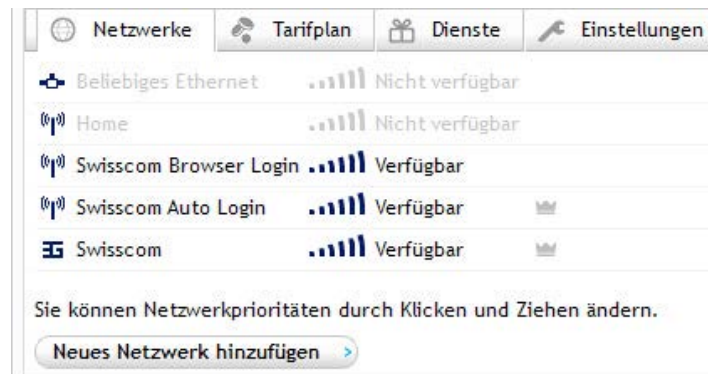 Netzwerke Tarifplan Dienste Einstellungen
Beliebiges Ethernet Nicht verfügbar
Home Nicht verfügbar
Swisscom Browser Login Verfügbar
Swisscom Auto Login Verfügbar
3G Swisscom Verfügbar
Sie können Netzwerkprioritäten durch Klicken und Ziehen ändern.
Neues Netzwerk hinzufügen >